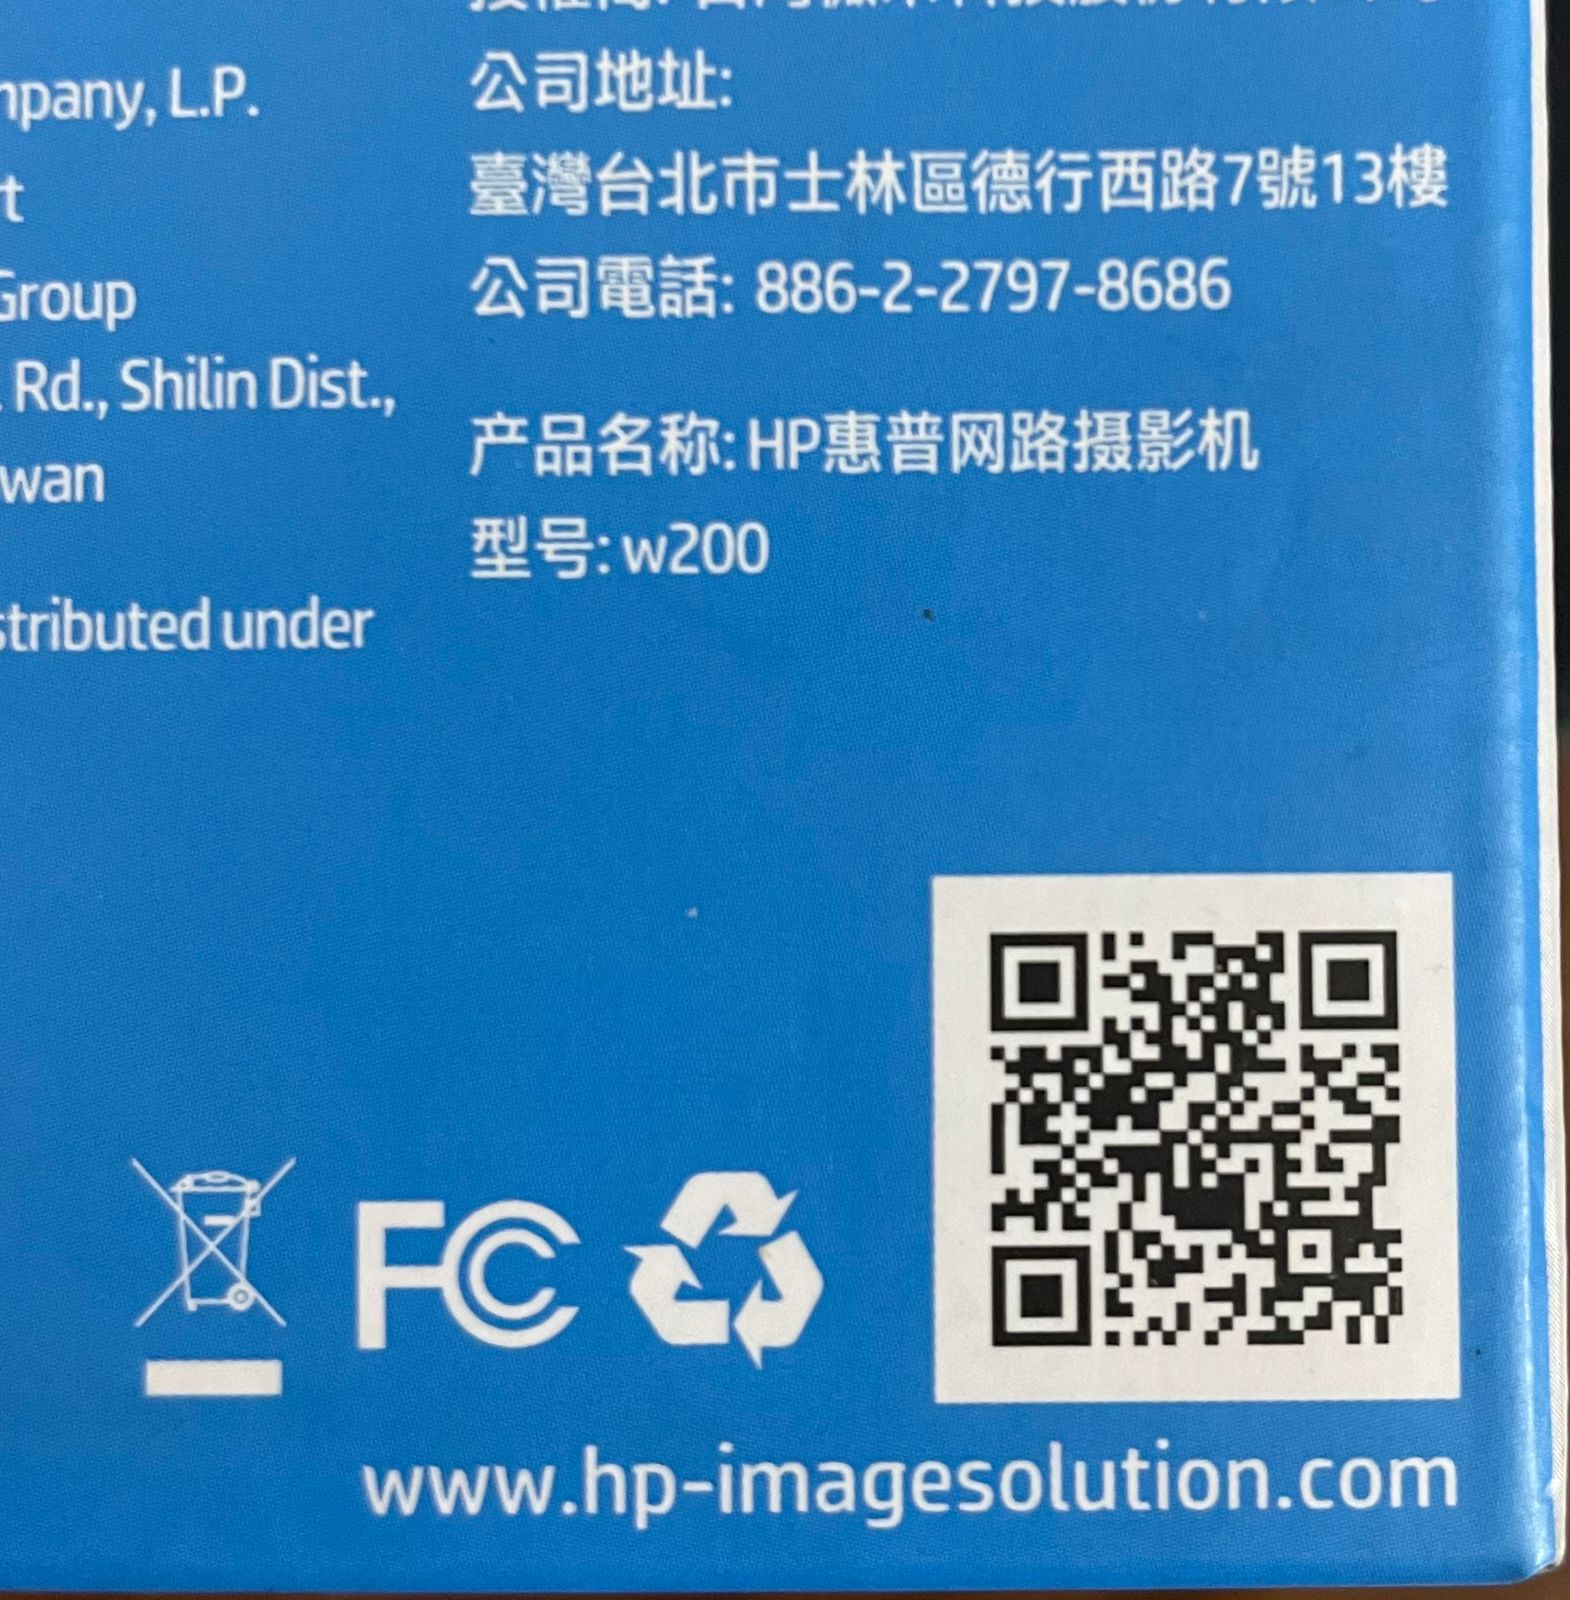 mpany, L.P.
rt
Group
Rd., Shilin Dist.,
wan
stributed under
公司地址:
臺灣台北市士林區德行西路7號13樓
公司電話: 886-2-2797-8686
产品名称: HP惠普网路摄影机
型号: w200
FC
www.hp-imagesolution.com